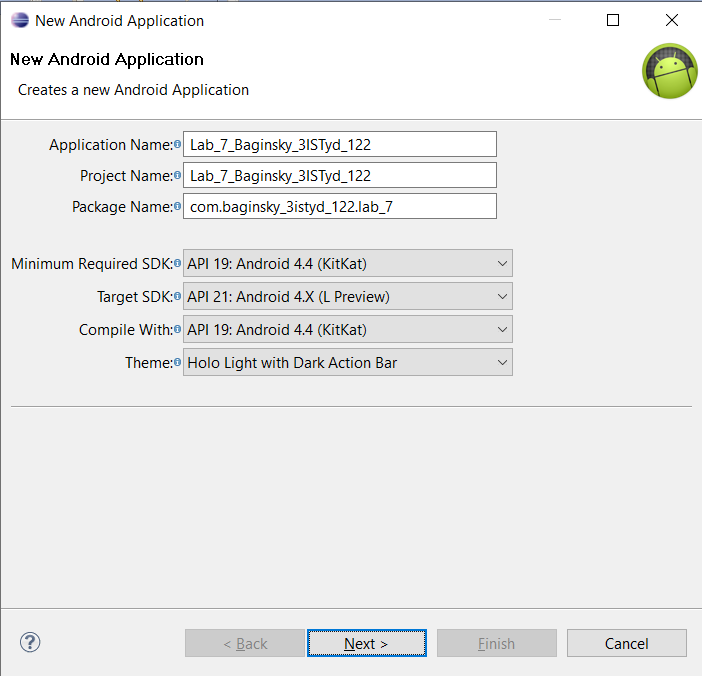 New Android Application
New Android Application
Creates a new Android Application
Application Name: Lab_7_Baginsky_3ISTyd_122
Project Name: Lab_7_Baginsky_3ISTyd_122
Package Name: com.baginsky_3istyd_122.lab_7
Minimum Required SDK: API 19: Android 4.4 (KitKat)
Target SDK: API 21: Android 4.X (L Preview)
Compile With: API 19: Android 4.4 (KitKat)
Theme: Holo Light with Dark Action Bar
? < Back Next > Finish Cancel